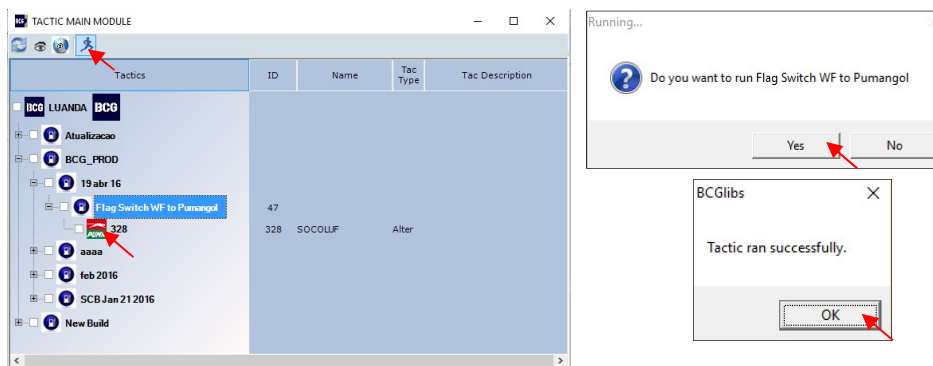 BCG TACTIC MAIN MODULE
Tactics ID Name Tac Type Tac Description
BCG LUANDA BCG
Atualizacao
BCG_PROD
19 abr 16
Flag Switch WF to Pumangol 47
PUMA 328 328 SOCOLUF Alter
aaaa
feb 2016
SCB Jan 21 2016
New Build
Running...
Do you want to run Flag Switch WF to Pumangol
Yes No
BCGlibs
Tactic ran successfully.
OK